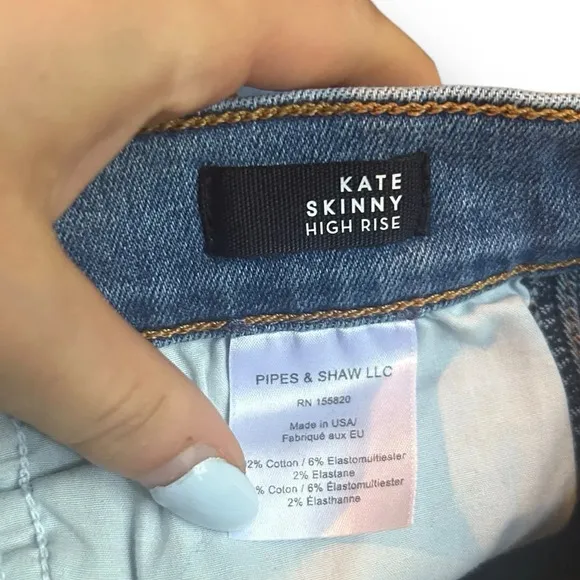 KATE
SKINNY
HIGH RISE
PIPES & SHAW LLC
RN 155820
Made in USA/
Fabriqué aux EU
2% Cotton / 6% Elastomultiester
2% Elastane
% Coton / 6% Élastomultiester
2% Élasthanne